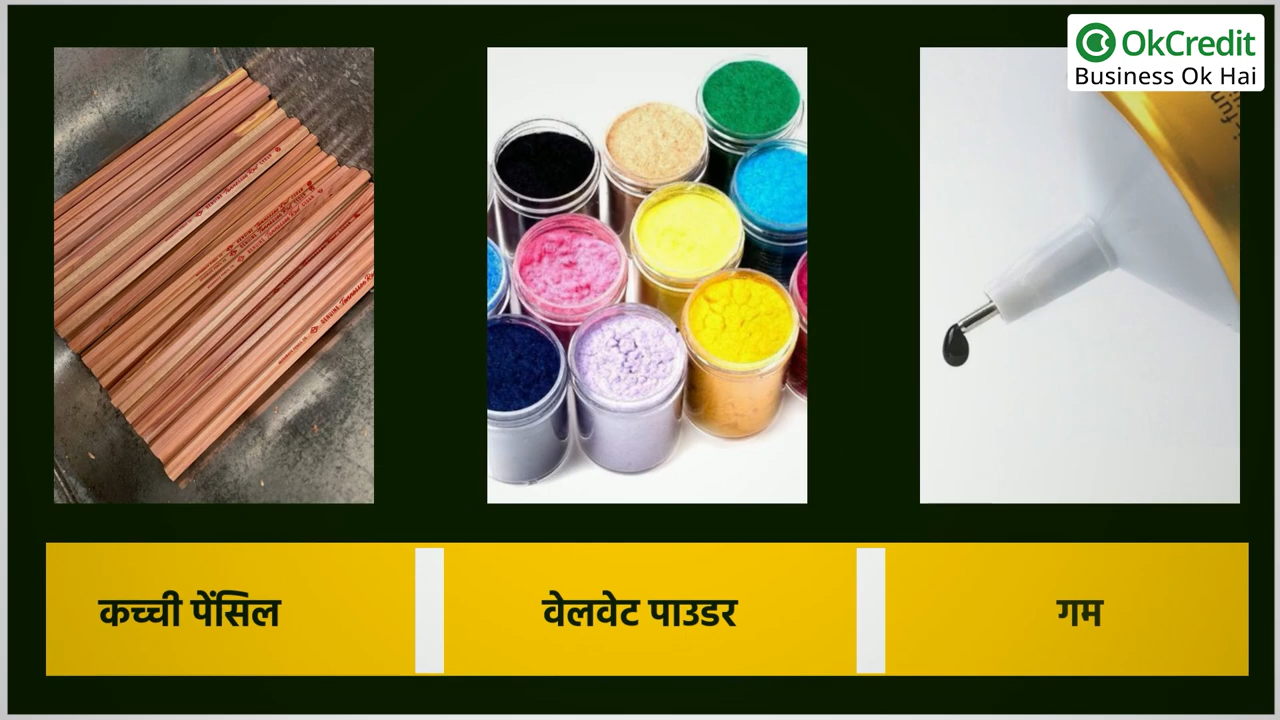 OkCredit
Business Ok Hai
कच्ची पेंसिल
वेलवेट पाउडर
गम